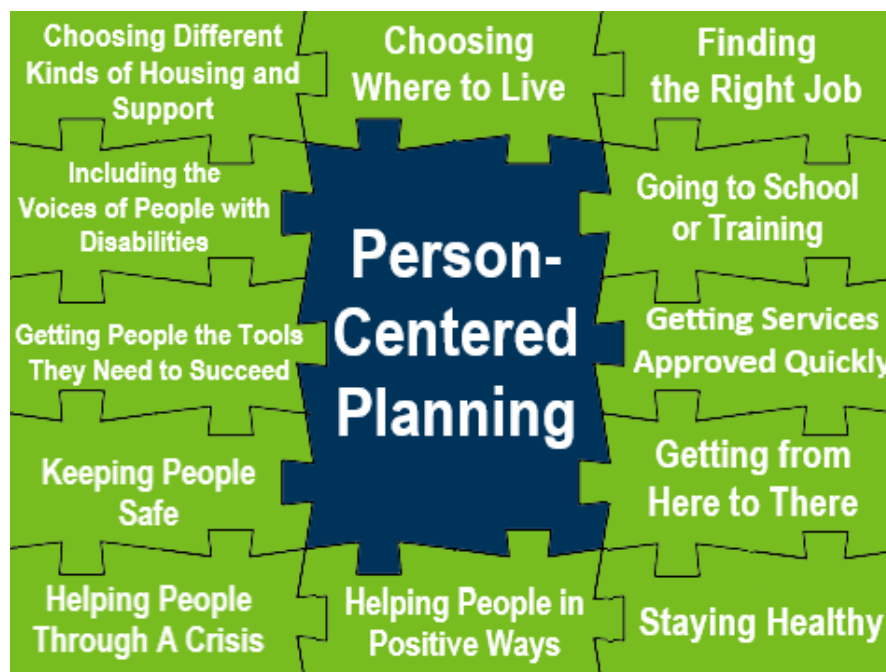 Choosing Different
Kinds of Housing and
Support
Choosing
Where to Live
Finding
the Right Job
Including the
Voices of People with
Disabilities
Person-
Centered
Planning
Going to School
or Training
Getting People the Tools
They Need to Succeed
Getting Services
Approved Quickly
Keeping People
Safe
Getting from
Here to There
Helping People
Through A Crisis
Helping People in
Positive Ways
Staying Healthy